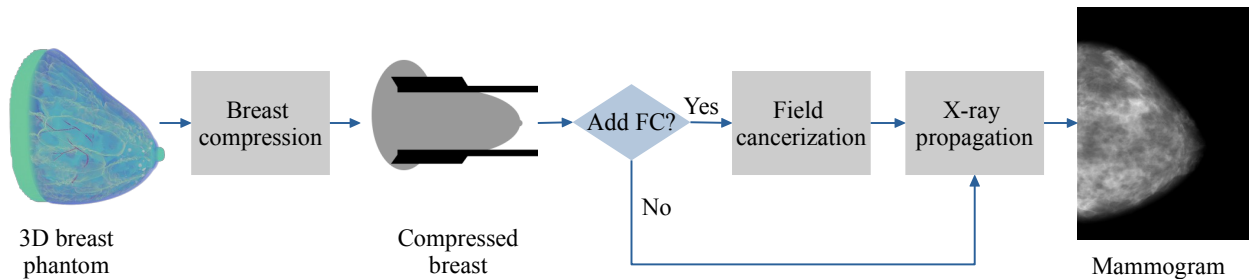 Breast
compression
Add FC?
Yes
Field
cancerization
X-ray
propagation
No
3D breast
phantom
Compressed
breast
Mammogram